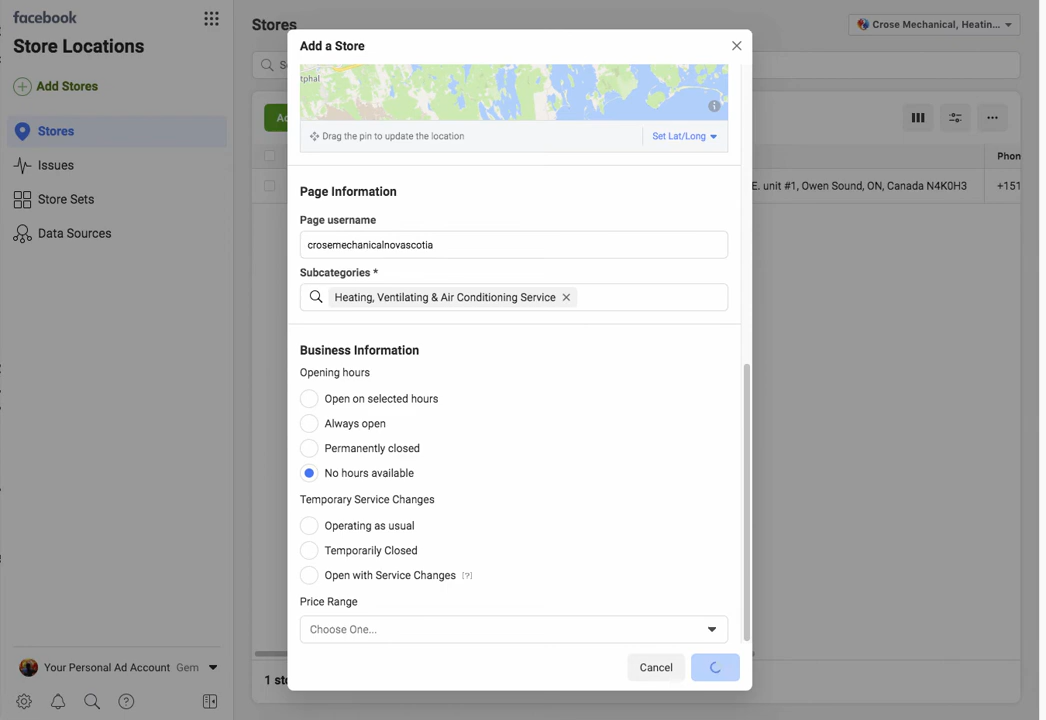 facebook
Store Locations
Add Stores
Stores
Issues
Store Sets
Data Sources
Your Personal Ad Account Gem
Stores
Crose Mechanical, Heatin...
Phon
E. unit #1, Owen Sound, ON, Canada N4K0H3
+151
Add a Store
tphal
Drag the pin to update the location
Set Lat/Long
Page Information
Page username
crosemechanicalnovascotia
Subcategories *
Heating, Ventilating & Air Conditioning Service
Business Information
Opening hours
Open on selected hours
Always open
Permanently closed
No hours available
Temporary Service Changes
Operating as usual
Temporarily Closed
Open with Service Changes [?]
Price Range
Choose One...
Cancel